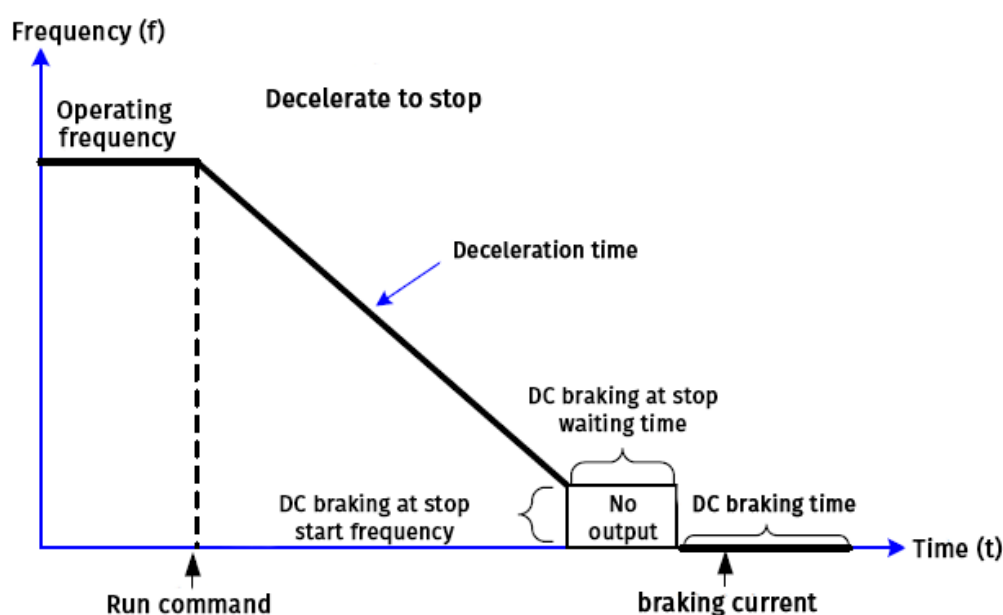 Frequency (f)
Decelerate to stop
Operating
frequency
Deceleration time
DC braking at stop
waiting time
DC braking at stop
start frequency
No
output
DC braking time
Time (t)
Run command
braking current